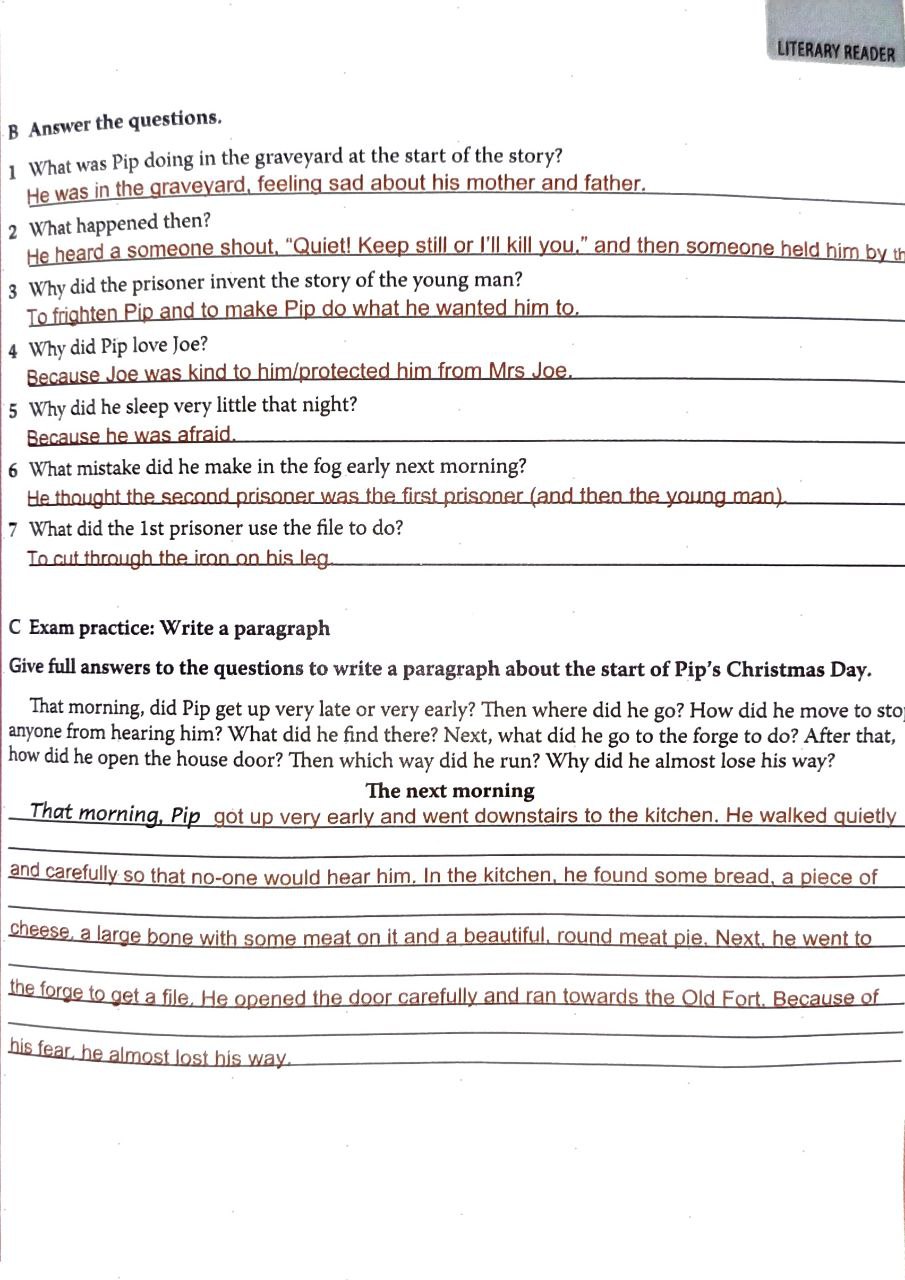 LITERARY READER
B Answer the questions.
1 What was Pip doing in the graveyard at the start of the story?
He was in the graveyard, feeling sad about his mother and father.
2 What happened then?
He heard a someone shout, “Quiet! Keep still or I’ll kill you,” and then someone held him by th
3 Why did the prisoner invent the story of the young man?
To frighten Pip and to make Pip do what he wanted him to.
4 Why did Pip love Joe?
Because Joe was kind to him/protected him from Mrs Joe.
5 Why did he sleep very little that night?
Because he was afraid.
6 What mistake did he make in the fog early next morning?
He thought the second prisoner was the first prisoner (and then the young man).
7 What did the 1st prisoner use the file to do?
To cut through the iron on his leg.
C Exam practice: Write a paragraph
Give full answers to the questions to write a paragraph about the start of Pip’s Christmas Day.
That morning, did Pip get up very late or very early? Then where did he go? How did he move to sto
anyone from hearing him? What did he find there? Next, what did he go to the forge to do? After that,
how did he open the house door? Then which way did he run? Why did he almost lose his way?
The next morning
That morning, Pip got up very early and went downstairs to the kitchen. He walked quietly
and carefully so that no-one would hear him. In the kitchen, he found some bread, a piece of
cheese, a large bone with some meat on it and a beautiful, round meat pie. Next, he went to
the forge to get a file. He opened the door carefully and ran towards the Old Fort. Because of
his fear, he almost lost his way.